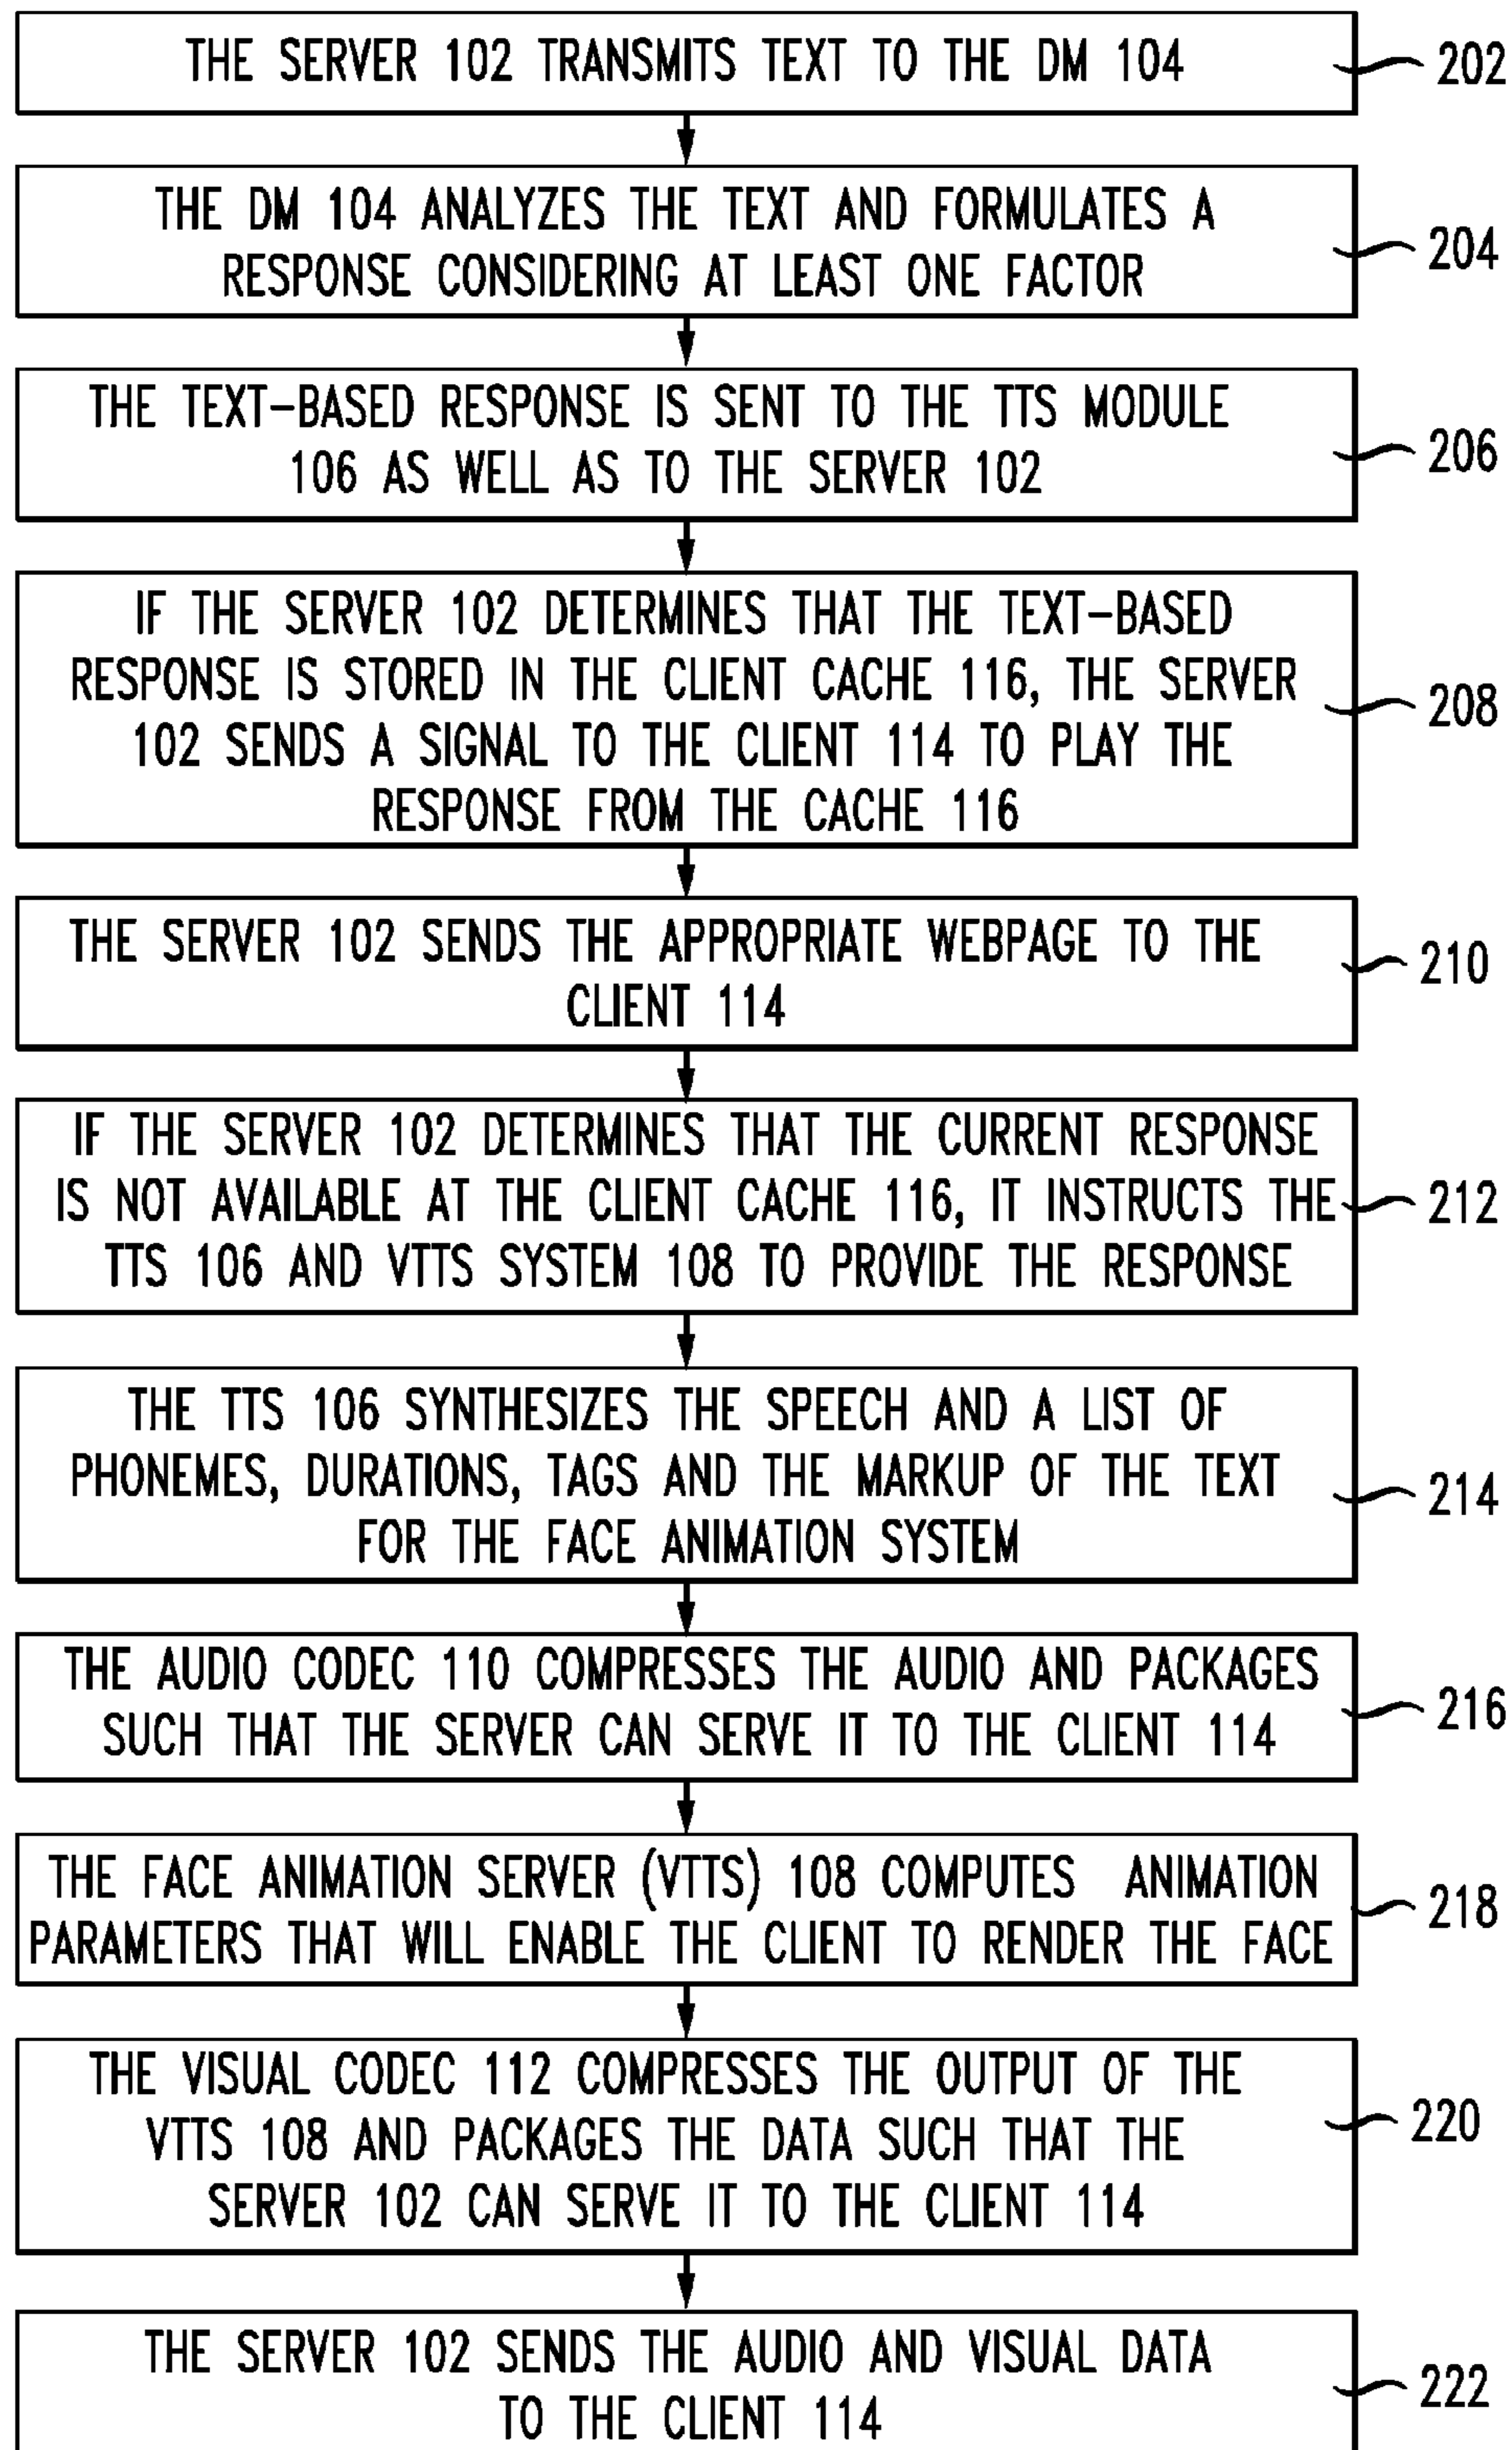 THE SERVER 102 TRANSMITS TEXT TO THE DM 104
202
THE DM 104 ANALYZES THE TEXT AND FORMULATES A
RESPONSE CONSIDERING AT LEAST ONE FACTOR
204
THE TEXT-BASED RESPONSE IS SENT TO THE TTS MODULE
106 AS WELL AS TO THE SERVER 102
206
IF THE SERVER 102 DETERMINES THAT THE TEXT-BASED
RESPONSE IS STORED IN THE CLIENT CACHE 116, THE SERVER
102 SENDS A SIGNAL TO THE CLIENT 114 TO PLAY THE
RESPONSE FROM THE CACHE 116
208
THE SERVER 102 SENDS THE APPROPRIATE WEBPAGE TO THE
CLIENT 114
210
IF THE SERVER 102 DETERMINES THAT THE CURRENT RESPONSE
IS NOT AVAILABLE AT THE CLIENT CACHE 116, IT INSTRUCTS THE
TTS 106 AND VTTS SYSTEM 108 TO PROVIDE THE RESPONSE
212
THE TTS 106 SYNTHESIZES THE SPEECH AND A LIST OF
PHONEMES, DURATIONS, TAGS AND THE MARKUP OF THE TEXT
FOR THE FACE ANIMATION SYSTEM
214
THE AUDIO CODEC 110 COMPRESSES THE AUDIO AND PACKAGES
SUCH THAT THE SERVER CAN SERVE IT TO THE CLIENT 114
216
THE FACE ANIMATION SERVER (VTTS) 108 COMPUTES ANIMATION
PARAMETERS THAT WILL ENABLE THE CLIENT TO RENDER THE FACE
218
THE VISUAL CODEC 112 COMPRESSES THE OUTPUT OF THE
VTTS 108 AND PACKAGES THE DATA SUCH THAT THE
SERVER 102 CAN SERVE IT TO THE CLIENT 114
220
THE SERVER 102 SENDS THE AUDIO AND VISUAL DATA
TO THE CLIENT 114
222